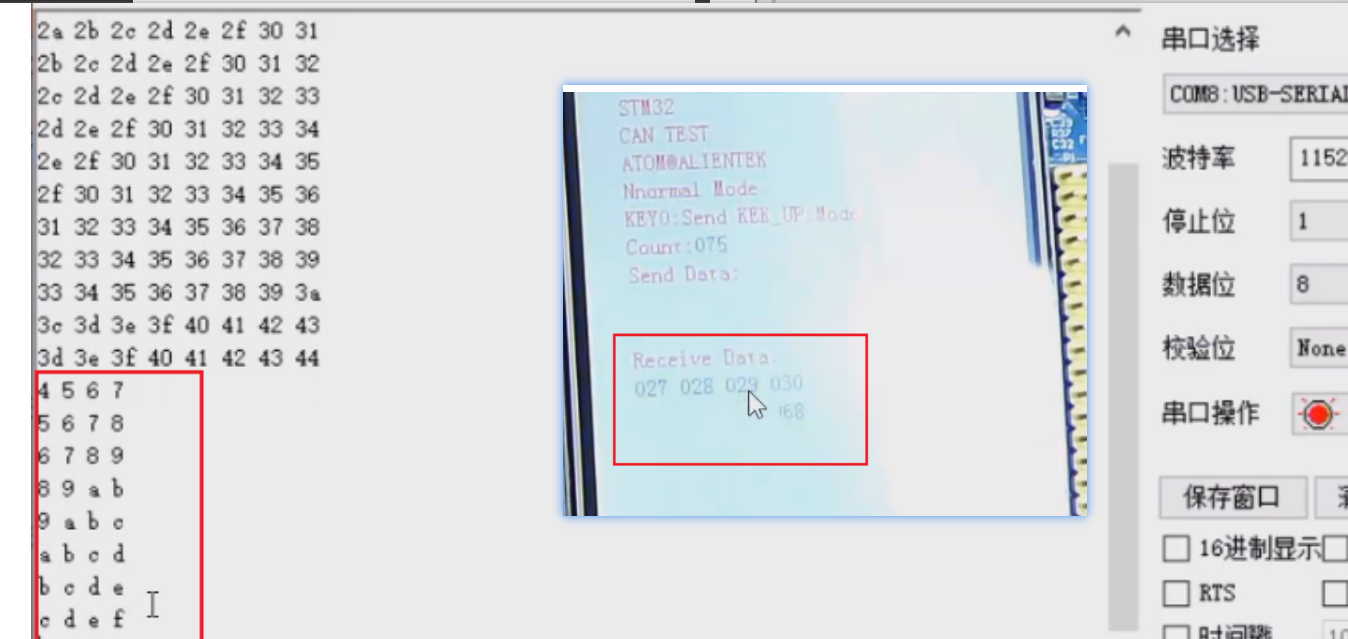 2a 2b 2c 2d 2e 2f 30 31
2b 2c 2d 2e 2f 30 31 32
2c 2d 2e 2f 30 31 32 33
2d 2e 2f 30 31 32 33 34
2e 2f 30 31 32 33 34 35
2f 30 31 32 33 34 35 36
31 32 33 34 35 36 37 38
32 33 34 35 36 37 38 39
33 34 35 36 37 38 39 3a
3c 3d 3e 3f 40 41 42 43
3d 3e 3f 40 41 42 43 44
4 5 6 7
5 6 7 8
6 7 8 9
8 9 a b
9 a b c
a b c d
b c d e
c d e f
STM32
CAN TEST
ATOM@ALIENTEK
Nnormal Mode
KEY0:Send KEK_UP:Mode
Count:075
Send Data:
Receive Data:
027 028 029 030
068
串口选择
COM8:USB-SERIAL
波特率 1152
停止位 1
数据位 8
校验位 None
串口操作
保存窗口
16进制显示
RTS
时间戳 10